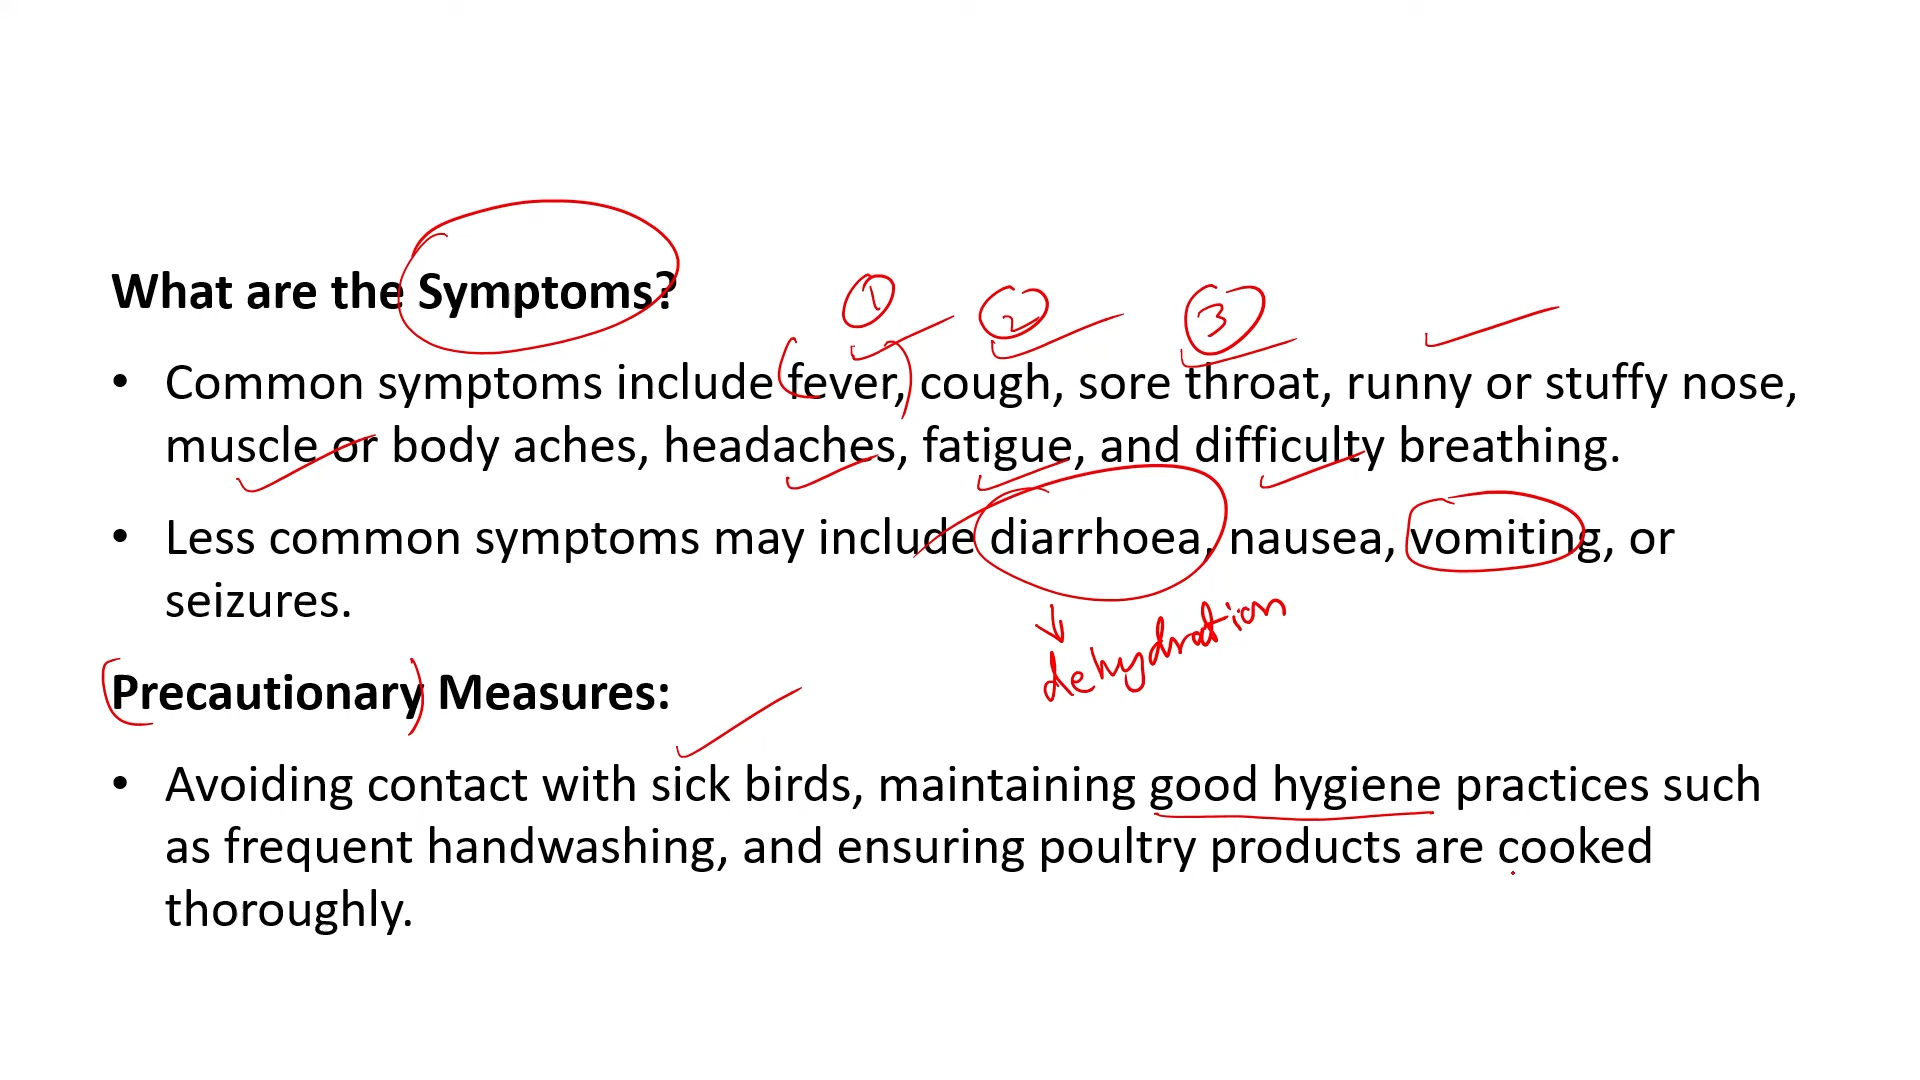 What are the Symptoms?
1 2 3
• Common symptoms include fever, cough, sore throat, runny or stuffy nose,
muscle or body aches, headaches, fatigue, and difficulty breathing.
• Less common symptoms may include diarrhoea, nausea, vomiting, or
seizures.
dehydration
Precautionary Measures:
• Avoiding contact with sick birds, maintaining good hygiene practices such
as frequent handwashing, and ensuring poultry products are cooked
thoroughly.